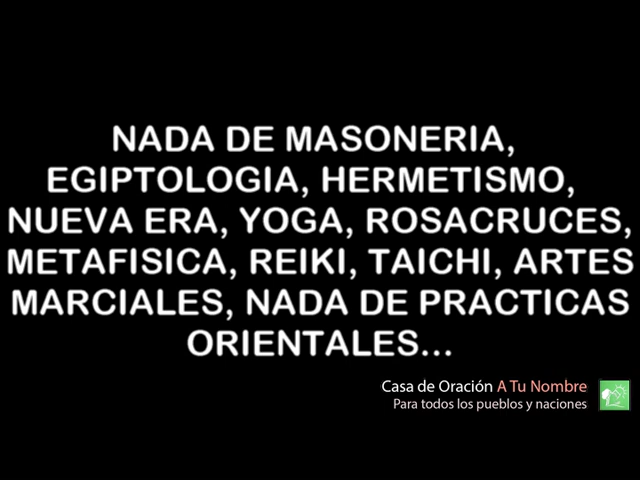 NADA DE MASONERIA,
EGIPTOLOGIA, HERMETISMO,
NUEVA ERA, YOGA, ROSACRUCES,
METAFISICA, REIKI, TAICHI, ARTES
MARCIALES, NADA DE PRACTICAS
ORIENTALES...
Casa de Oración A Tu Nombre
Para todos los pueblos y naciones